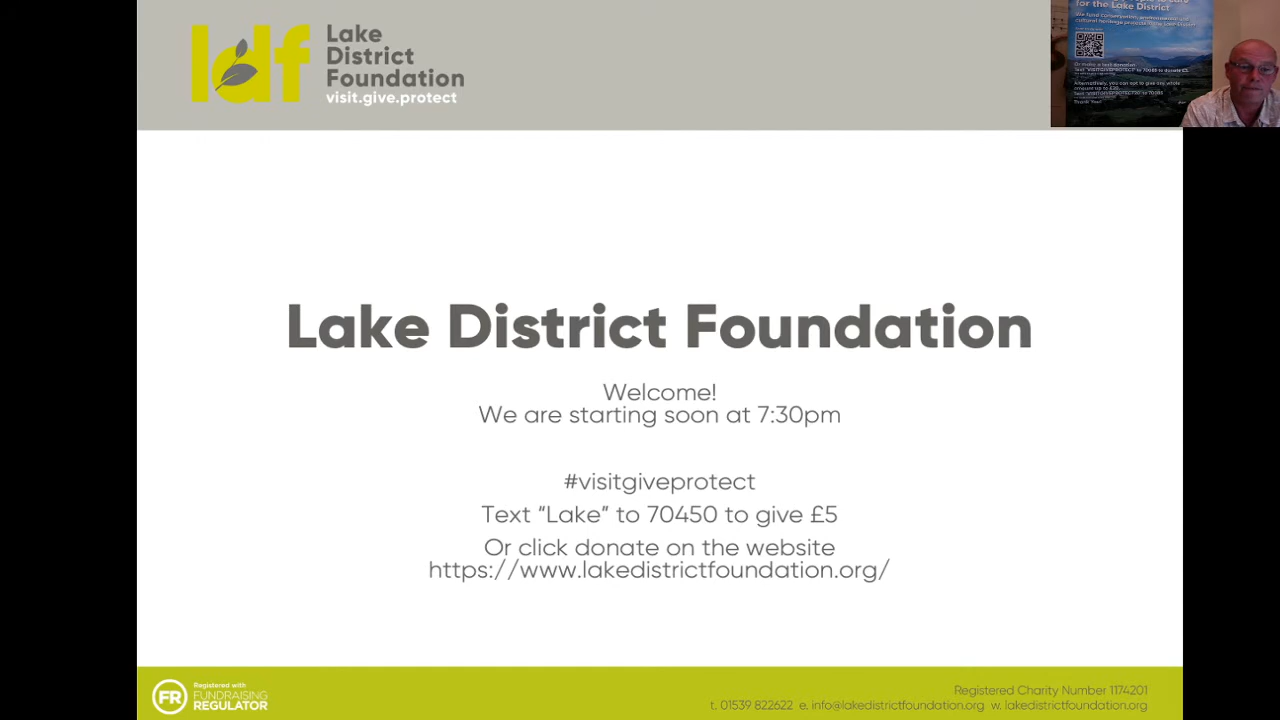 ldf
Lake
District
Foundation
visit.give.protect
for the Lake District
Lake District Foundation
Welcome!
We are starting soon at 7:30pm
#visitgiveprotect
Text “Lake” to 70450 to give £5
Or click donate on the website
https://www.lakedistrictfoundation.org/
FR
Registered with
FUNDRAISING
REGULATOR
Registered Charity Number 1174201
t. 01539 822622 e. info@lakedistrictfoundation.org w. lakedistrictfoundation.org